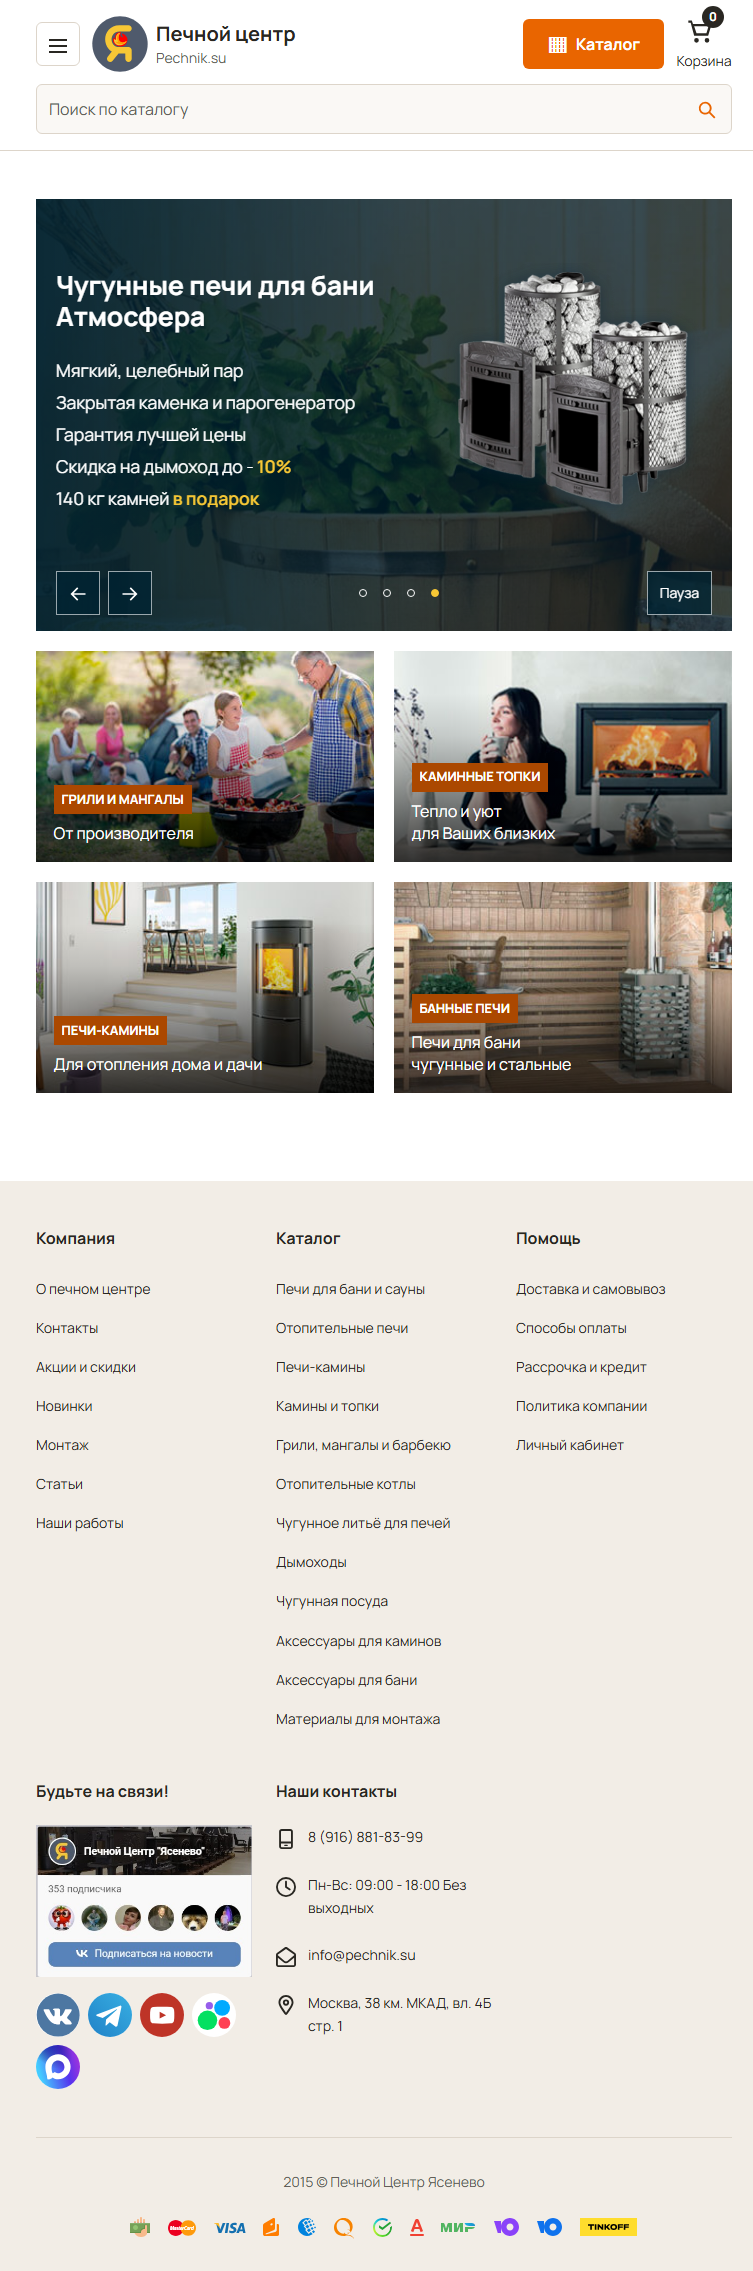 Печной центр
Pechnik.su
Каталог
0
Корзина
Поиск по каталогу
Чугунные печи для бани
Атмосфера
Мягкий, целебный пар
Закрытая каменка и парогенератор
Гарантия лучшей цены
Скидка на дымоход до - 10%
140 кг камней в подарок
Пауза
ГРИЛИ И МАНГАЛЫ
От производителя
КАМИННЫЕ ТОПКИ
Тепло и уют
для Ваших близких
ПЕЧИ-КАМИНЫ
Для отопления дома и дачи
БАННЫЕ ПЕЧИ
Печи для бани
чугунные и стальные
Компания
О печном центре
Контакты
Акции и скидки
Новинки
Монтаж
Статьи
Наши работы
Каталог
Печи для бани и сауны
Отопительные печи
Печи-камины
Камины и топки
Грили, мангалы и барбекю
Отопительные котлы
Чугунное литьё для печей
Дымоходы
Чугунная посуда
Аксессуары для каминов
Аксессуары для бани
Материалы для монтажа
Помощь
Доставка и самовывоз
Способы оплаты
Рассрочка и кредит
Политика компании
Личный кабинет
Будьте на связи!
Печной Центр "Ясенево"
353 подписчика
Подписаться на новости
Наши контакты
8 (916) 881-83-99
Пн-Вс: 09:00 - 18:00 Без
выходных
info@pechnik.su
Москва, 38 км. МКАД, вл. 4Б
стр. 1
2015 © Печной Центр Ясенево
MasterCard
VISA
МИР
TINKOFF